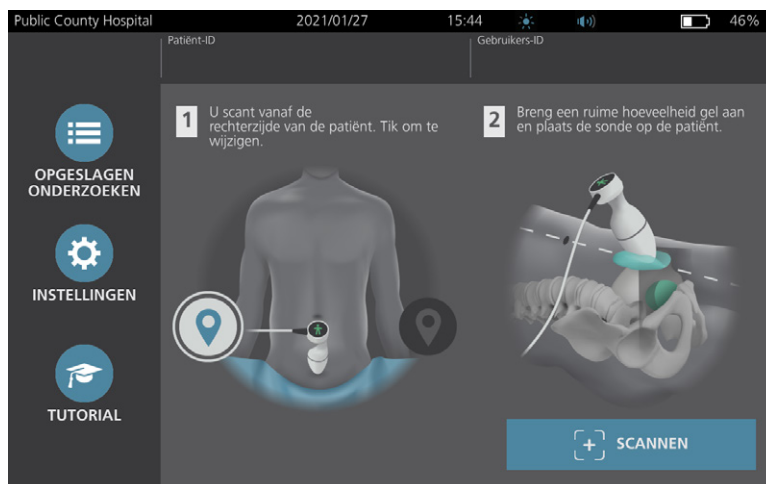 Public County Hospital 2021/01/27 15:44 46%
Patiënt-ID Gebruikers-ID
1 U scant vanaf de
rechterzijde van de patiënt. Tik om te
wijzigen.
2 Breng een ruime hoeveelheid gel aan
en plaats de sonde op de patiënt.
OPGESLAGEN
ONDERZOEKEN
INSTELLINGEN
TUTORIAL
SCANNEN